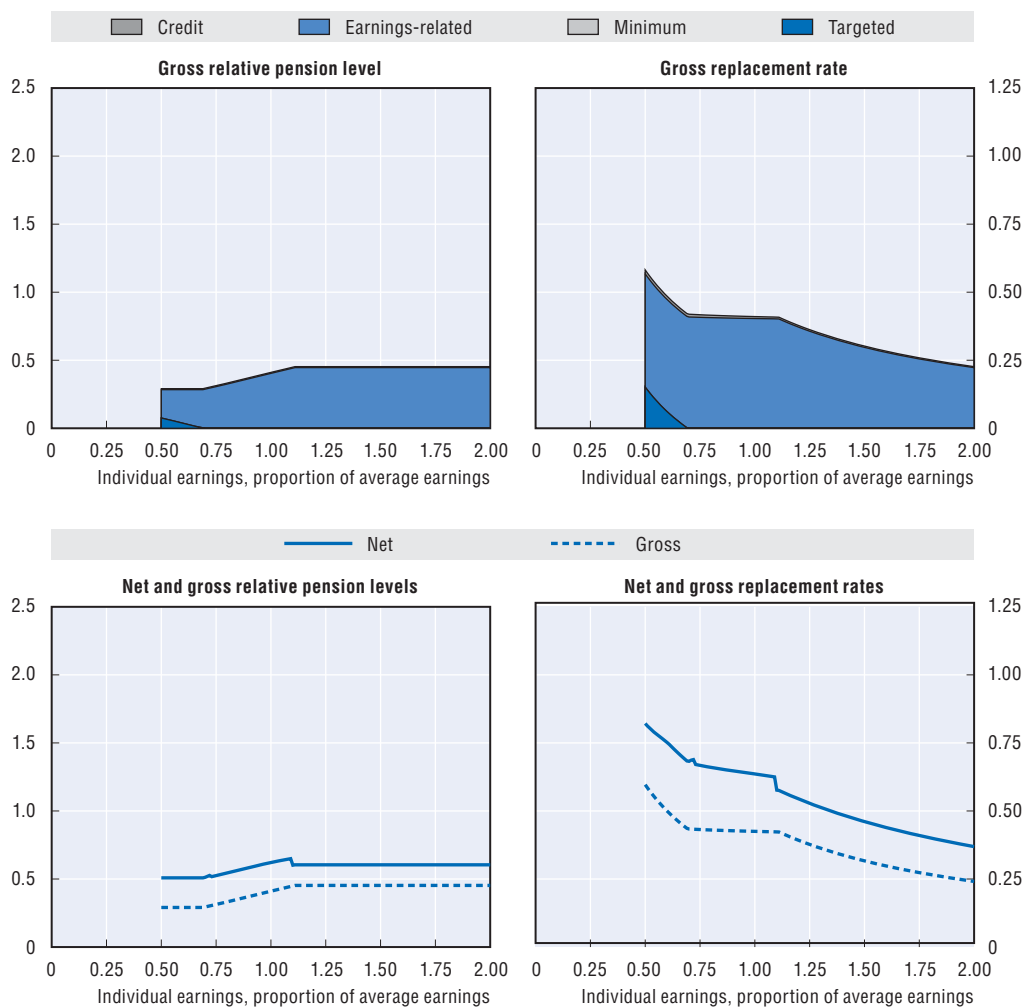 Credit Earnings-related Minimum Targeted
Gross relative pension level
2.5
2.0
1.5
1.0
0.5
0
0 0.25 0.50 0.75 1.00 1.25 1.50 1.75 2.00
Individual earnings, proportion of average earnings
Gross replacement rate
1.25
1.00
0.75
0.50
0.25
0
0 0.25 0.50 0.75 1.00 1.25 1.50 1.75 2.00
Individual earnings, proportion of average earnings
Net Gross
Net and gross relative pension levels
2.5
2.0
1.5
1.0
0.5
0
0 0.25 0.50 0.75 1.00 1.25 1.50 1.75 2.00
Individual earnings, proportion of average earnings
Net and gross replacement rates
1.25
1.00
0.75
0.50
0.25
0
0 0.25 0.50 0.75 1.00 1.25 1.50 1.75 2.00
Individual earnings, proportion of average earnings